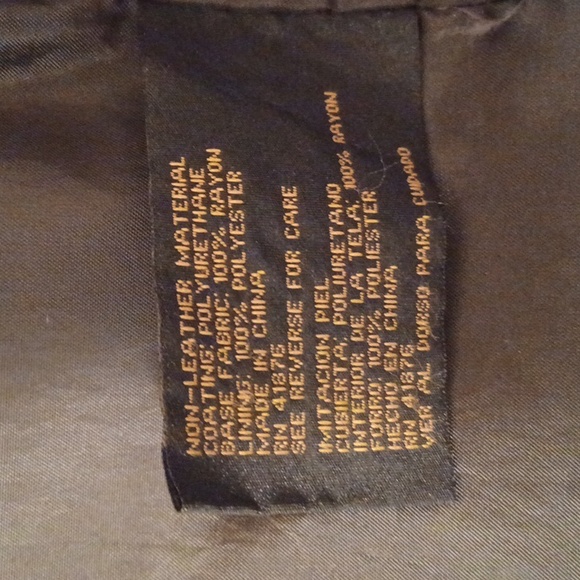 NON-LEATHER MATERIAL
COATING, POLYURETHANE
BASE FABRIC: 100% RAYON
LINING: 100% POLYESTER
MADE IN CHINA
RN 41876
SEE REVERSE FOR CARE
IMITACION PIEL
CUBIERTA, POLIURETANO
INTERIOR DE LA TELA, 100% RAYON
FORRO 100% POLIESTER
HECHO EN CHINA
RN 41876
VER AL DORSO PARA CUIDADO